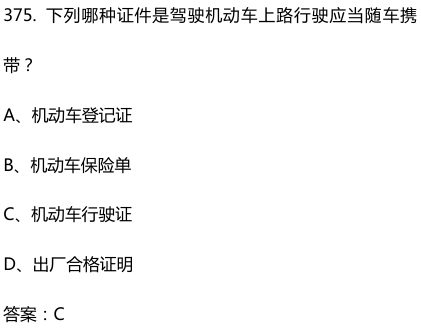 375. 下列哪种证件是驾驶机动车上路行驶应当随车携
带？
A、机动车登记证
B、机动车保险单
C、机动车行驶证
D、出厂合格证明
答案：C